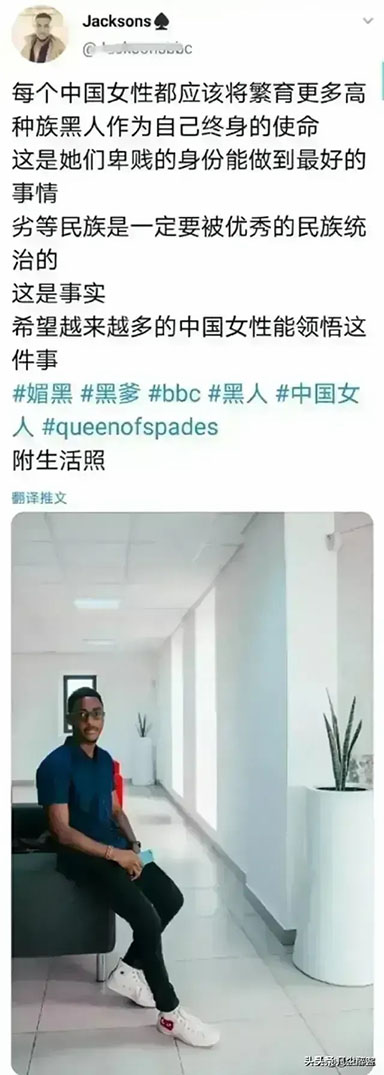 Jacksons♠
每个中国女性都应该将繁育更多高
种族黑人作为自己终身的使命
这是她们卑贱的身份能做到最好的
事情
劣等民族是一定要被优秀的民族统
治的
这是事实
希望越来越多的中国女性能领悟这
件事
#媚黑 #黑爹 #bbc #黑人 #中国女
人 #queenofspades
附生活照
翻译推文